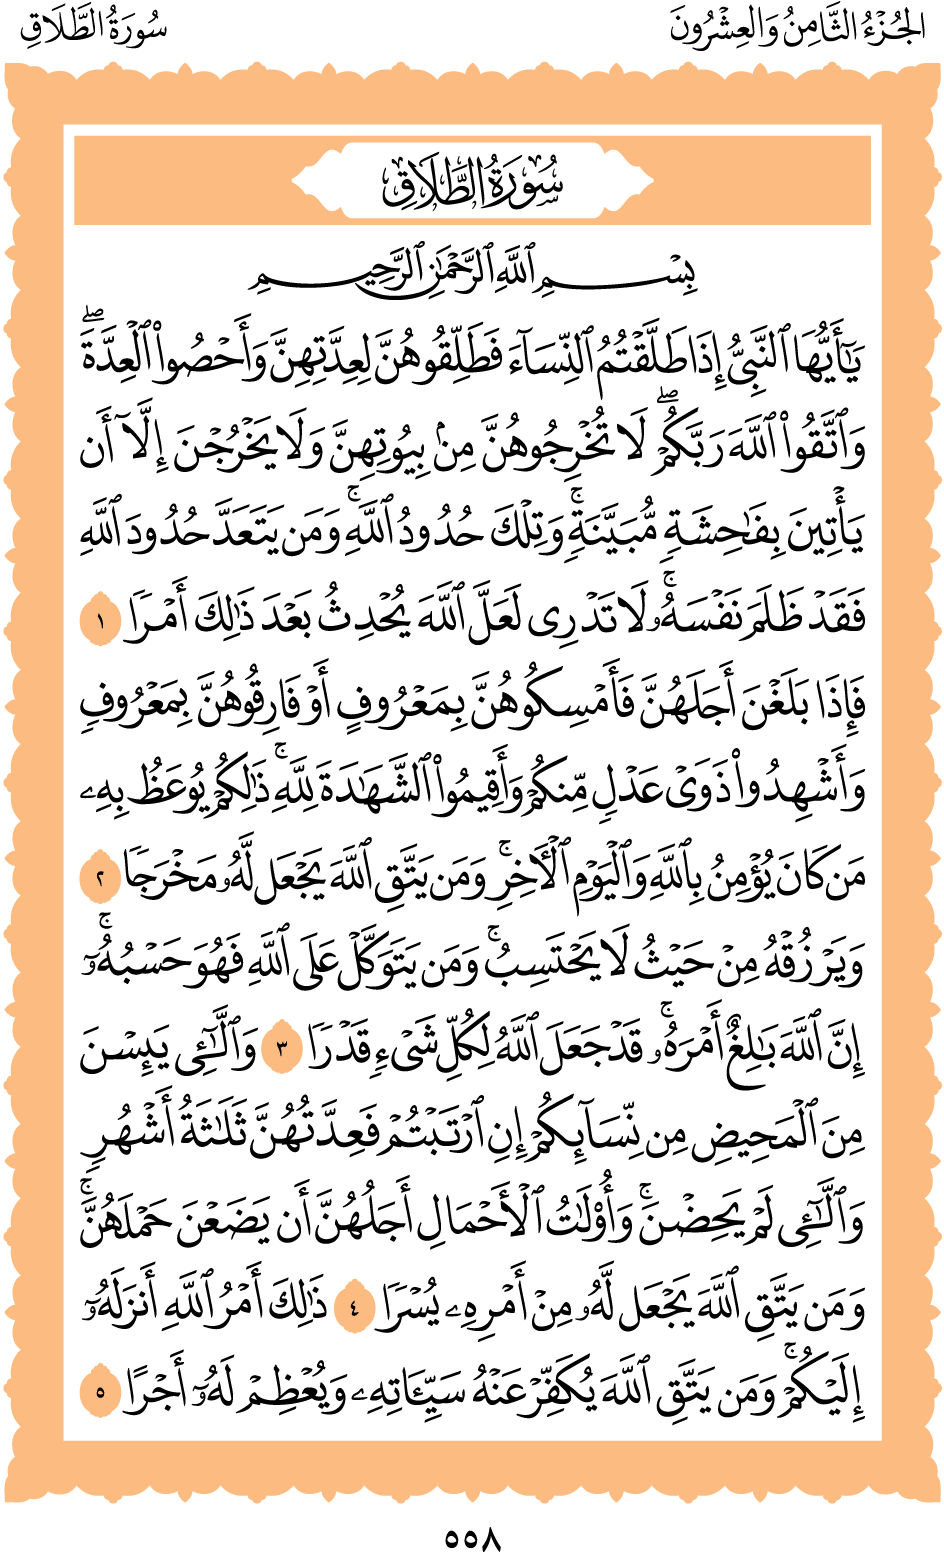 الجُزْءُ الثَّامِنُ وَالعِشْرُونَ
سُورَةُ الطَّلَاقِ
سُورَةُ الطَّلَاقِ
بِسْمِ ٱللَّهِ ٱلرَّحْمَٰنِ ٱلرَّحِيمِ
يَٰٓأَيُّهَا ٱلنَّبِيُّ إِذَا طَلَّقْتُمُ ٱلنِّسَآءَ فَطَلِّقُوهُنَّ لِعِدَّتِهِنَّ وَأَحْصُوا۟ ٱلْعِدَّةَۖ
وَٱتَّقُوا۟ ٱللَّهَ رَبَّكُمْۖ لَا تُخْرِجُوهُنَّ مِنۢ بُيُوتِهِنَّ وَلَا يَخْرُجْنَ إِلَّآ أَن
يَأْتِينَ بِفَٰحِشَةٍ مُّبَيِّنَةٍۚ وَتِلْكَ حُدُودُ ٱللَّهِۚ وَمَن يَتَعَدَّ حُدُودَ ٱللَّهِ
فَقَدْ ظَلَمَ نَفْسَهُۥۚ لَا تَدْرِى لَعَلَّ ٱللَّهَ يُحْدِثُ بَعْدَ ذَٰلِكَ أَمْرًا ١
فَإِذَا بَلَغْنَ أَجَلَهُنَّ فَأَمْسِكُوهُنَّ بِمَعْرُوفٍ أَوْ فَارِقُوهُنَّ بِمَعْرُوفٍ
وَأَشْهِدُوا۟ ذَوَىْ عَدْلٍ مِّنكُمْ وَأَقِيمُوا۟ ٱلشَّهَٰدَةَ لِلَّهِۚ ذَٰلِكُمْ يُوعَظُ بِهِۦ
مَن كَانَ يُؤْمِنُ بِٱللَّهِ وَٱلْيَوْمِ ٱلْأَخِرِۚ وَمَن يَتَّقِ ٱللَّهَ يَجْعَل لَّهُۥ مَخْرَجًا ٢
وَيَرْزُقْهُ مِنْ حَيْثُ لَا يَحْتَسِبُۚ وَمَن يَتَوَكَّلْ عَلَى ٱللَّهِ فَهُوَ حَسْبُهُۥٓۚ
إِنَّ ٱللَّهَ بَٰلِغٌ أَمْرَهُۥۚ قَدْ جَعَلَ ٱللَّهُ لِكُلِّ شَىْءٍ قَدْرًا ٣ وَٱلَّٰٓـِٔى يَئِسْنَ
مِنَ ٱلْمَحِيضِ مِن نِّسَآئِكُمْ إِنِ ٱرْتَبْتُمْ فَعِدَّتُهُنَّ ثَلَٰثَةُ أَشْهُرٍ
وَٱلَّٰٓـِٔى لَمْ يَحِضْنَۚ وَأُو۟لَٰتُ ٱلْأَحْمَالِ أَجَلُهُنَّ أَن يَضَعْنَ حَمْلَهُنَّۚ
وَمَن يَتَّقِ ٱللَّهَ يَجْعَل لَّهُۥ مِنْ أَمْرِهِۦ يُسْرًا ٤ ذَٰلِكَ أَمْرُ ٱللَّهِ أَنزَلَهُۥٓ
إِلَيْكُمْۚ وَمَن يَتَّقِ ٱللَّهَ يُكَفِّرْ عَنْهُ سَيِّـَٔاتِهِۦ وَيُعْظِمْ لَهُۥٓ أَجْرًا ٥
٥٥٨